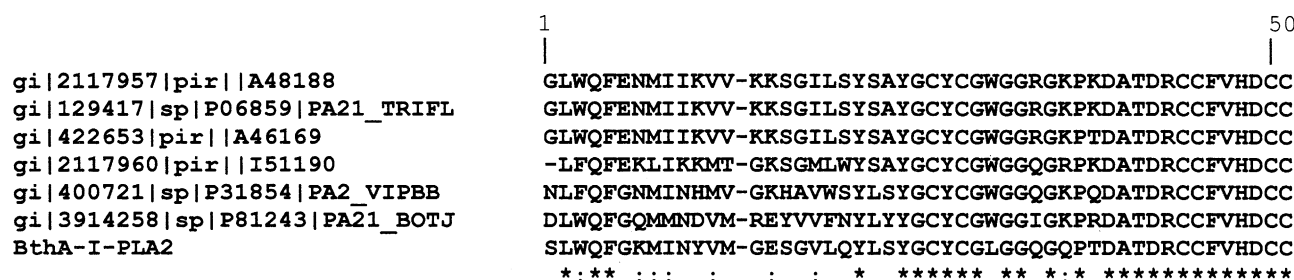 1 50
gi|2117957|pir||A48188 GLWQFENMIIKVV-KKSGILSYSAYGCYCGWGGRGKPKDATDRCCFVHDCC
gi|129417|sp|P06859|PA21_TRIFL GLWQFENMIIKVV-KKSGILSYSAYGCYCGWGGRGKPKDATDRCCFVHDCC
gi|422653|pir||A46169 GLWQFENMIIKVV-KKSGILSYSAYGCYCGWGGRGKPTDATDRCCFVHDCC
gi|2117960|pir||I51190 -LFQFEKLIKKMT-GKSGMLWYSAYGCYCGWGGQGRPKDATDRCCFVHDCC
gi|400721|sp|P31854|PA2_VIPBB NLFQFGNMINHMV-GKHAVWSYLSYGCYCGWGGQGKPQDATDRCCFVHDCC
gi|3914258|sp|P81243|PA21_BOTJ DLWQFGQMMNDVM-REYVVFNYLYYGCYCGWGGIGKPRDATDRCCFVHDCC
BthA-I-PLA2 SLWQFGKMINYVM-GESGVLQYLSYGCYCGLGGQGQPTDATDRCCFVHDCC
*:** ::: : : : * ****** ** *:* *************